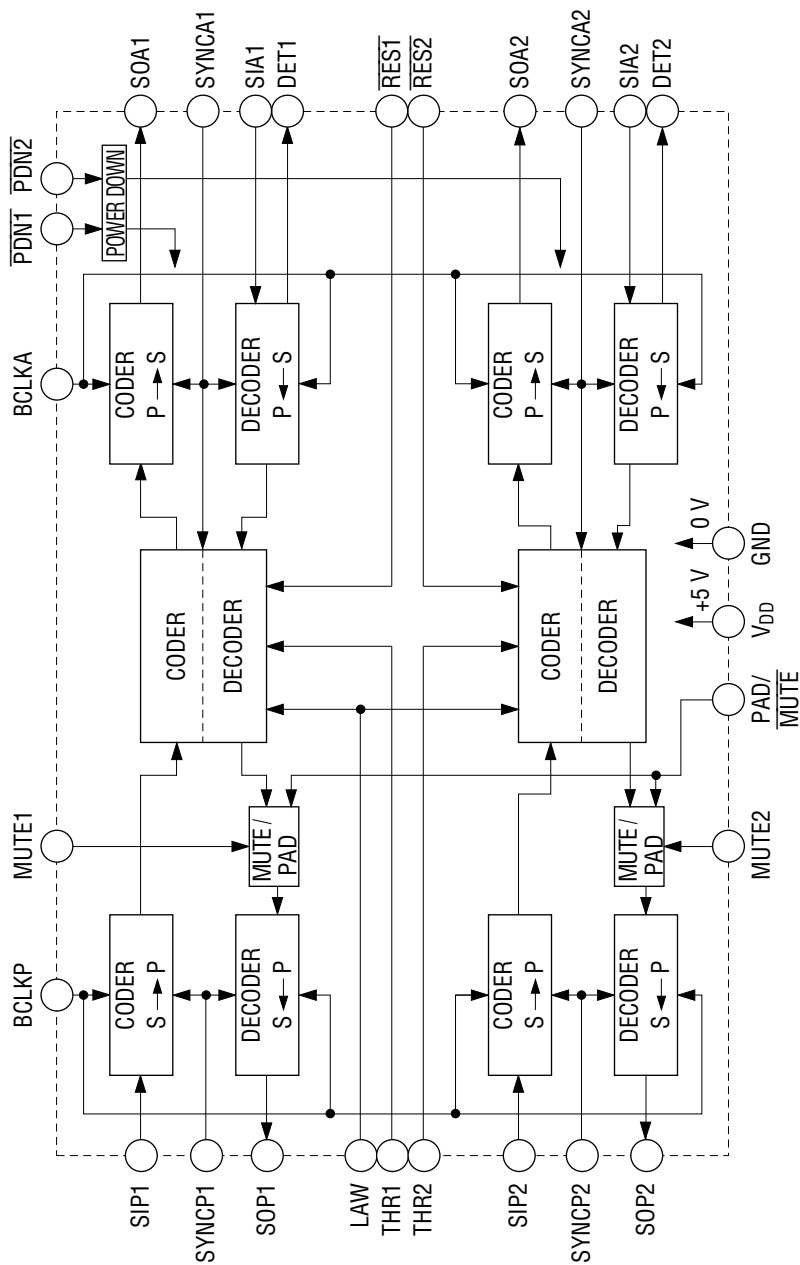 SOA1
SYNCA1
SIA1
DET1
RES1
RES2
SOA2
SYNCA2
SIA2
DET2
PDN2
PDN1
POWER DOWN
BCLKA
CODER
P → S
DECODER
P ← S
CODER
P → S
DECODER
P ← S
CODER
DECODER
CODER
DECODER
0 V
GND
+5 V
VDD
PAD/
MUTE
MUTE1
MUTE /
PAD
MUTE /
PAD
MUTE2
BCLKP
CODER
S → P
DECODER
S ← P
CODER
S → P
DECODER
S ← P
SIP1
SYNCP1
SOP1
LAW
THR1
THR2
SIP2
SYNCP2
SOP2